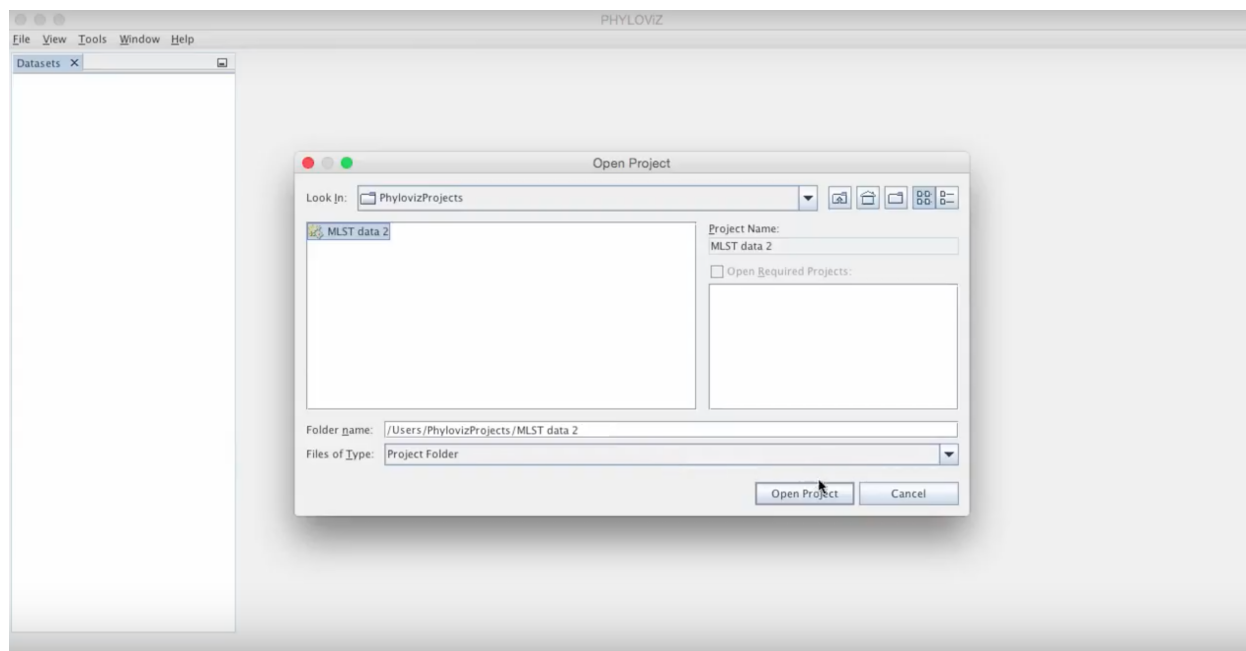 PHYLOViZ
File View Tools Window Help
Datasets
Open Project
Look In: PhylovizProjects
MLST data 2
Project Name:
MLST data 2
Open Required Projects:
Folder name: /Users/PhylovizProjects/MLST data 2
Files of Type: Project Folder
Open Project Cancel